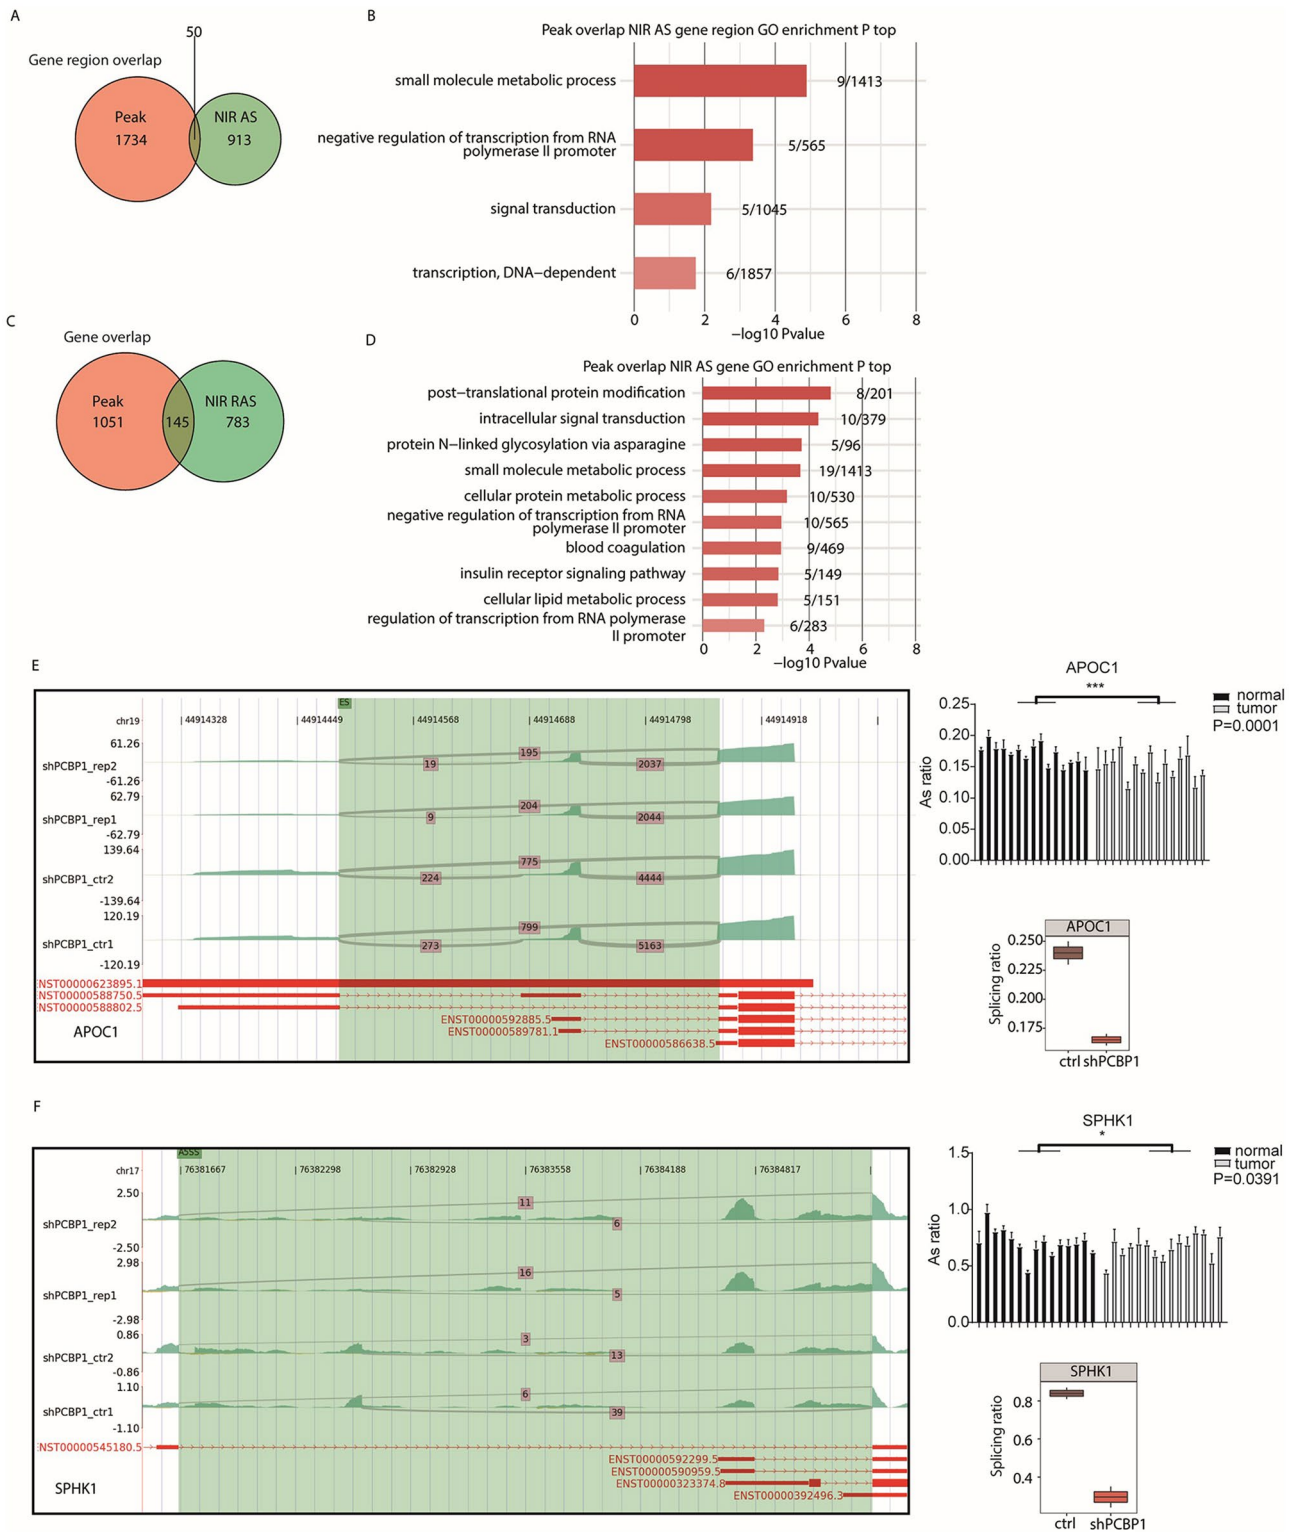 A
50
Gene region overlap
Peak
1734
NIR AS
913
B
Peak overlap NIR AS gene region GO enrichment P top
small molecule metabolic process
9/1413
negative regulation of transcription from RNA
polymerase II promoter
5/565
signal transduction
5/1045
transcription, DNA−dependent
6/1857
0 2 4 6 8
−log10 Pvalue
C
Gene overlap
Peak
1051
145
NIR RAS
783
D
Peak overlap NIR AS gene GO enrichment P top
post−translational protein modification
8/201
intracellular signal transduction
10/379
protein N−linked glycosylation via asparagine
5/96
small molecule metabolic process
19/1413
cellular protein metabolic process
10/530
negative regulation of transcription from RNA
polymerase II promoter
10/565
blood coagulation
9/469
insulin receptor signaling pathway
5/149
cellular lipid metabolic process
5/151
regulation of transcription from RNA polymerase
II promoter
6/283
0 2 4 6 8
−log10 Pvalue
E
ES
chr19 44914328 44914449 44914568 44914688 44914798 44914918
61.26
shPCBP1_rep2
-61.26
195
19
2037
62.79
shPCBP1_rep1
-62.79
204
9
2044
139.64
shPCBP1_ctr2
-139.64
775
224
4444
120.19
shPCBP1_ctr1
-120.19
799
273
5163
NST00000623895.1
NST00000588750.5
NST00000588802.5
ENST00000592885.5
ENST00000589781.1
ENST00000586638.5
APOC1
APOC1
***
normal
tumor
P=0.0001
As ratio
0.25
0.20
0.15
0.10
0.05
0.00
APOC1
Splicing ratio
0.250
0.225
0.200
0.175
ctrl shPCBP1
F
A5SS
chr17 76381667 76382298 76382928 76383558 76384188 76384817
2.50
shPCBP1_rep2
-2.50
11
6
2.98
shPCBP1_rep1
-2.98
16
5
0.86
shPCBP1_ctr2
-0.86
3
13
1.10
shPCBP1_ctr1
-1.10
6
39
NST00000545180.5
ENST00000592299.5
ENST00000590959.5
ENST00000323374.8
ENST00000392496.3
SPHK1
SPHK1
*
normal
tumor
P=0.0391
As ratio
1.5
1.0
0.5
0.0
SPHK1
Splicing ratio
0.8
0.6
0.4
ctrl shPCBP1